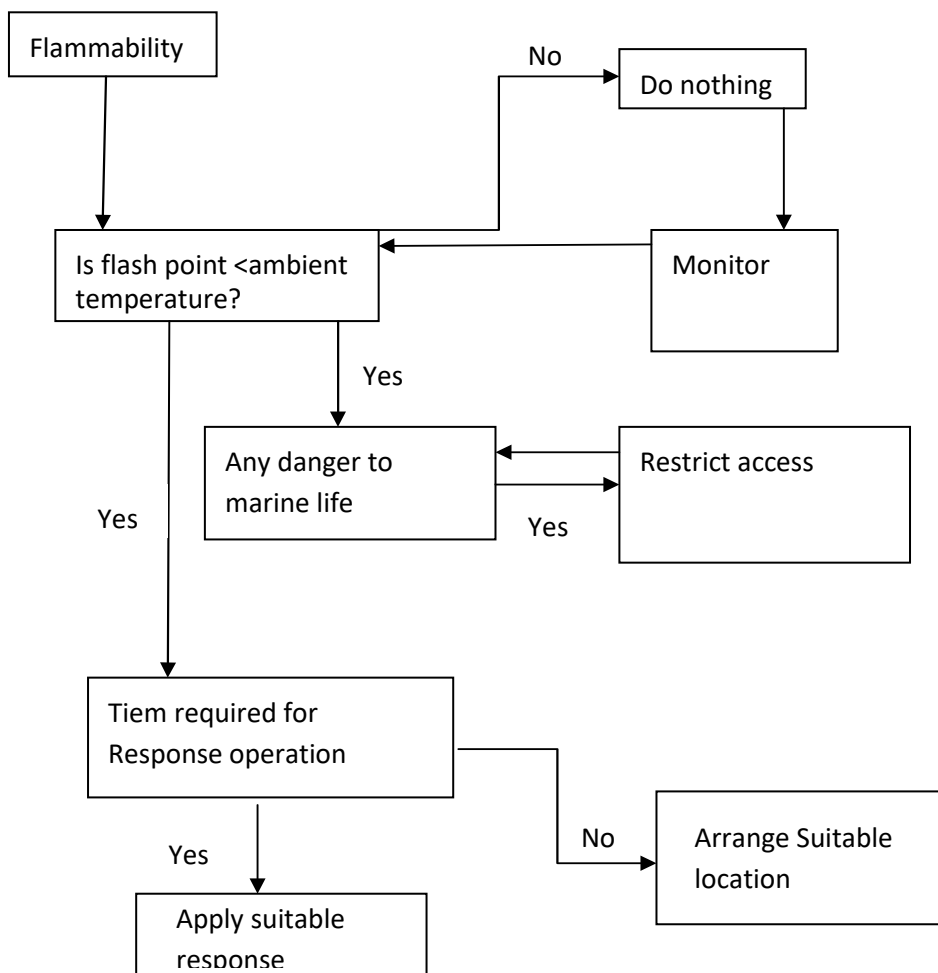 Flammability
No
Do nothing
Is flash point <ambient
temperature?
Monitor
Yes
Any danger to
marine life
Restrict access
Yes
Yes
Tiem required for
Response operation
No
Arrange Suitable
location
Yes
Apply suitable
response